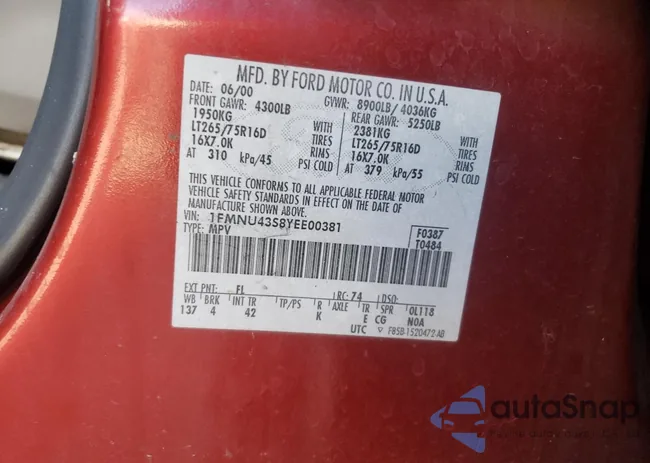 MFD. BY FORD MOTOR CO. IN U.S.A.
DATE: 06/00 GVWR: 8900LB/ 4036KG
FRONT GAWR: 4300LB REAR GAWR: 5250LB
1950KG WITH 2381KG WITH
LT265/75R16D TIRES LT265/75R16D TIRES
16X7.0K RIMS 16X7.0K RIMS
AT 310 kPa/45 PSI COLD AT 379 kPa/55 PSI COLD
THIS VEHICLE CONFORMS TO ALL APPLICABLE FEDERAL MOTOR
VEHICLE SAFETY STANDARDS IN EFFECT ON THE DATE OF
MANUFACTURE SHOWN ABOVE.
VIN: 1FMNU43S8YEE00381 F0387
TYPE: MPV T0484
EXT PNT: FL RC: 74 DSO:
WB BRK INT TR TP/PS R AXLE TR SPR 0L118
137 4 42 K E CG N0A
UTC F85B-1520472-AB
autoSnap